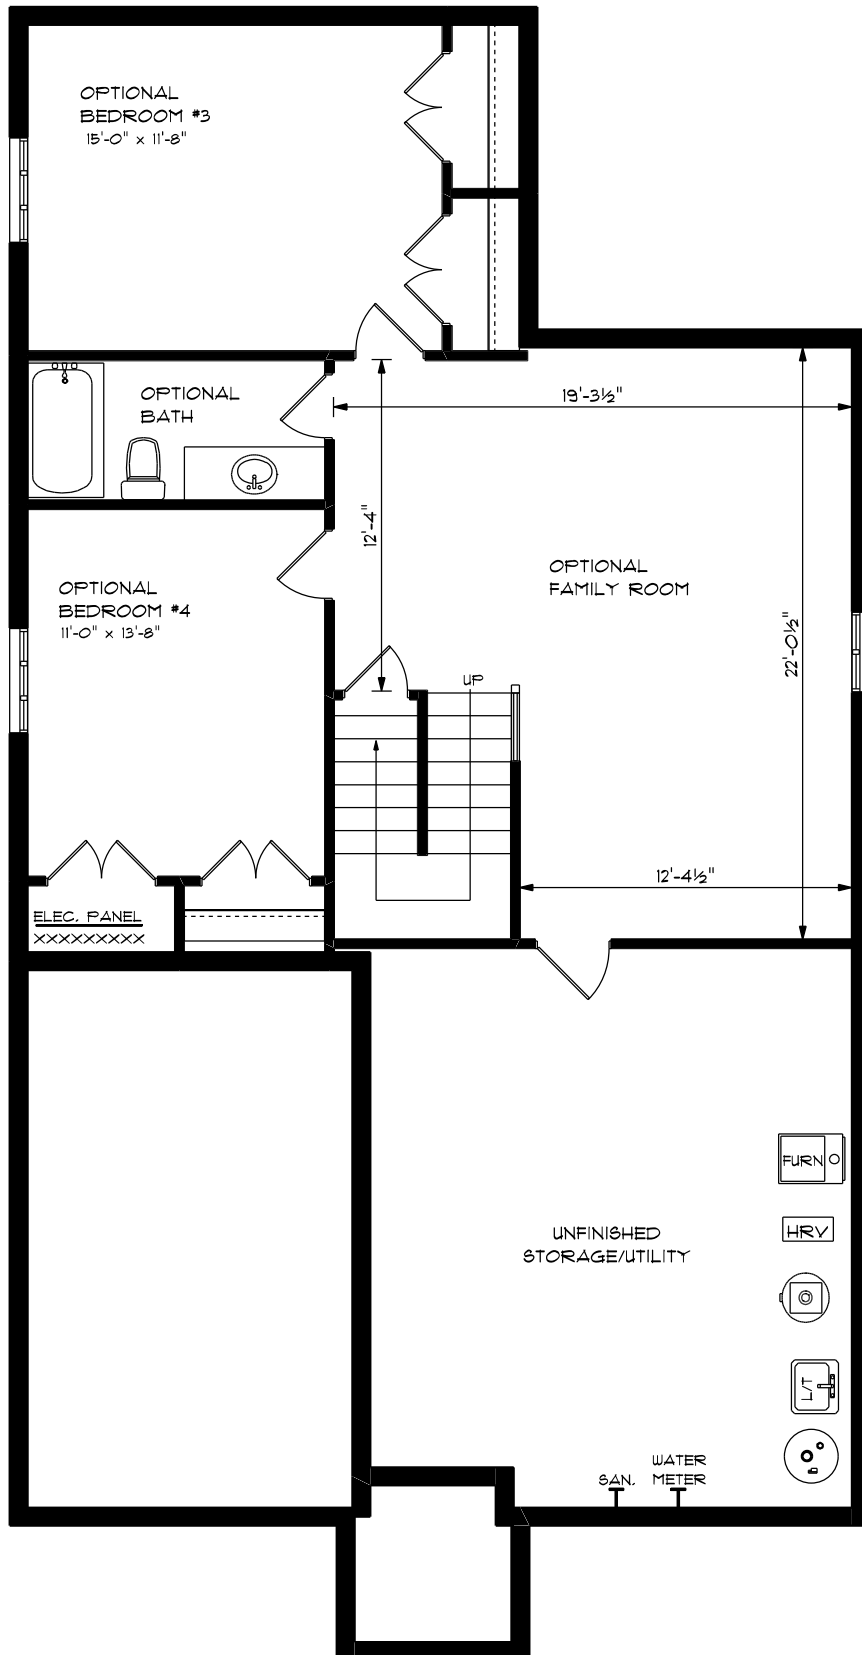 OPTIONAL
BEDROOM #3
15'-0" x 11'-8"
OPTIONAL
BATH
19'-3½"
12'-4"
OPTIONAL
FAMILY ROOM
OPTIONAL
BEDROOM #4
11'-0" x 13'-8"
22'-0½"
UP
12'-4½"
ELEC. PANEL
XXXXXXXXX
FURN
HRV
UNFINISHED
STORAGE/UTILITY
L/T
SAN.
WATER
METER